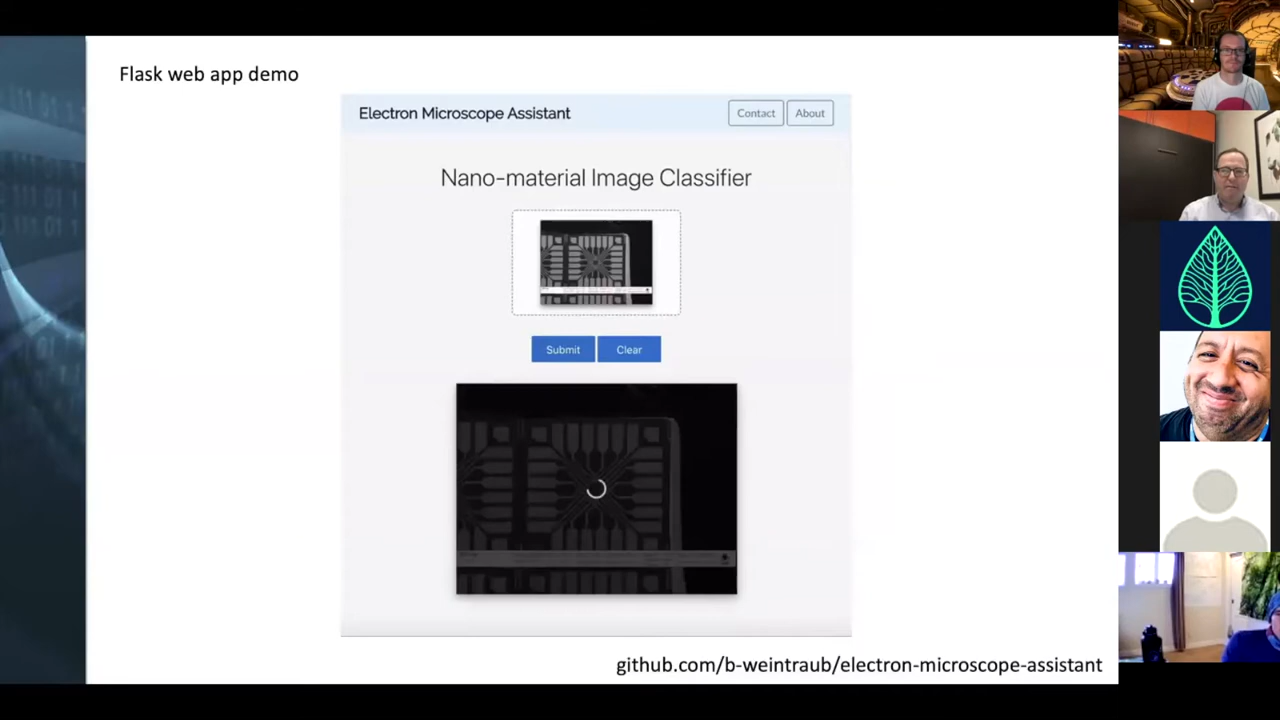 Flask web app demo
Electron Microscope Assistant
Contact
About
Nano-material Image Classifier
Submit
Clear
github.com/b-weintraub/electron-microscope-assistant